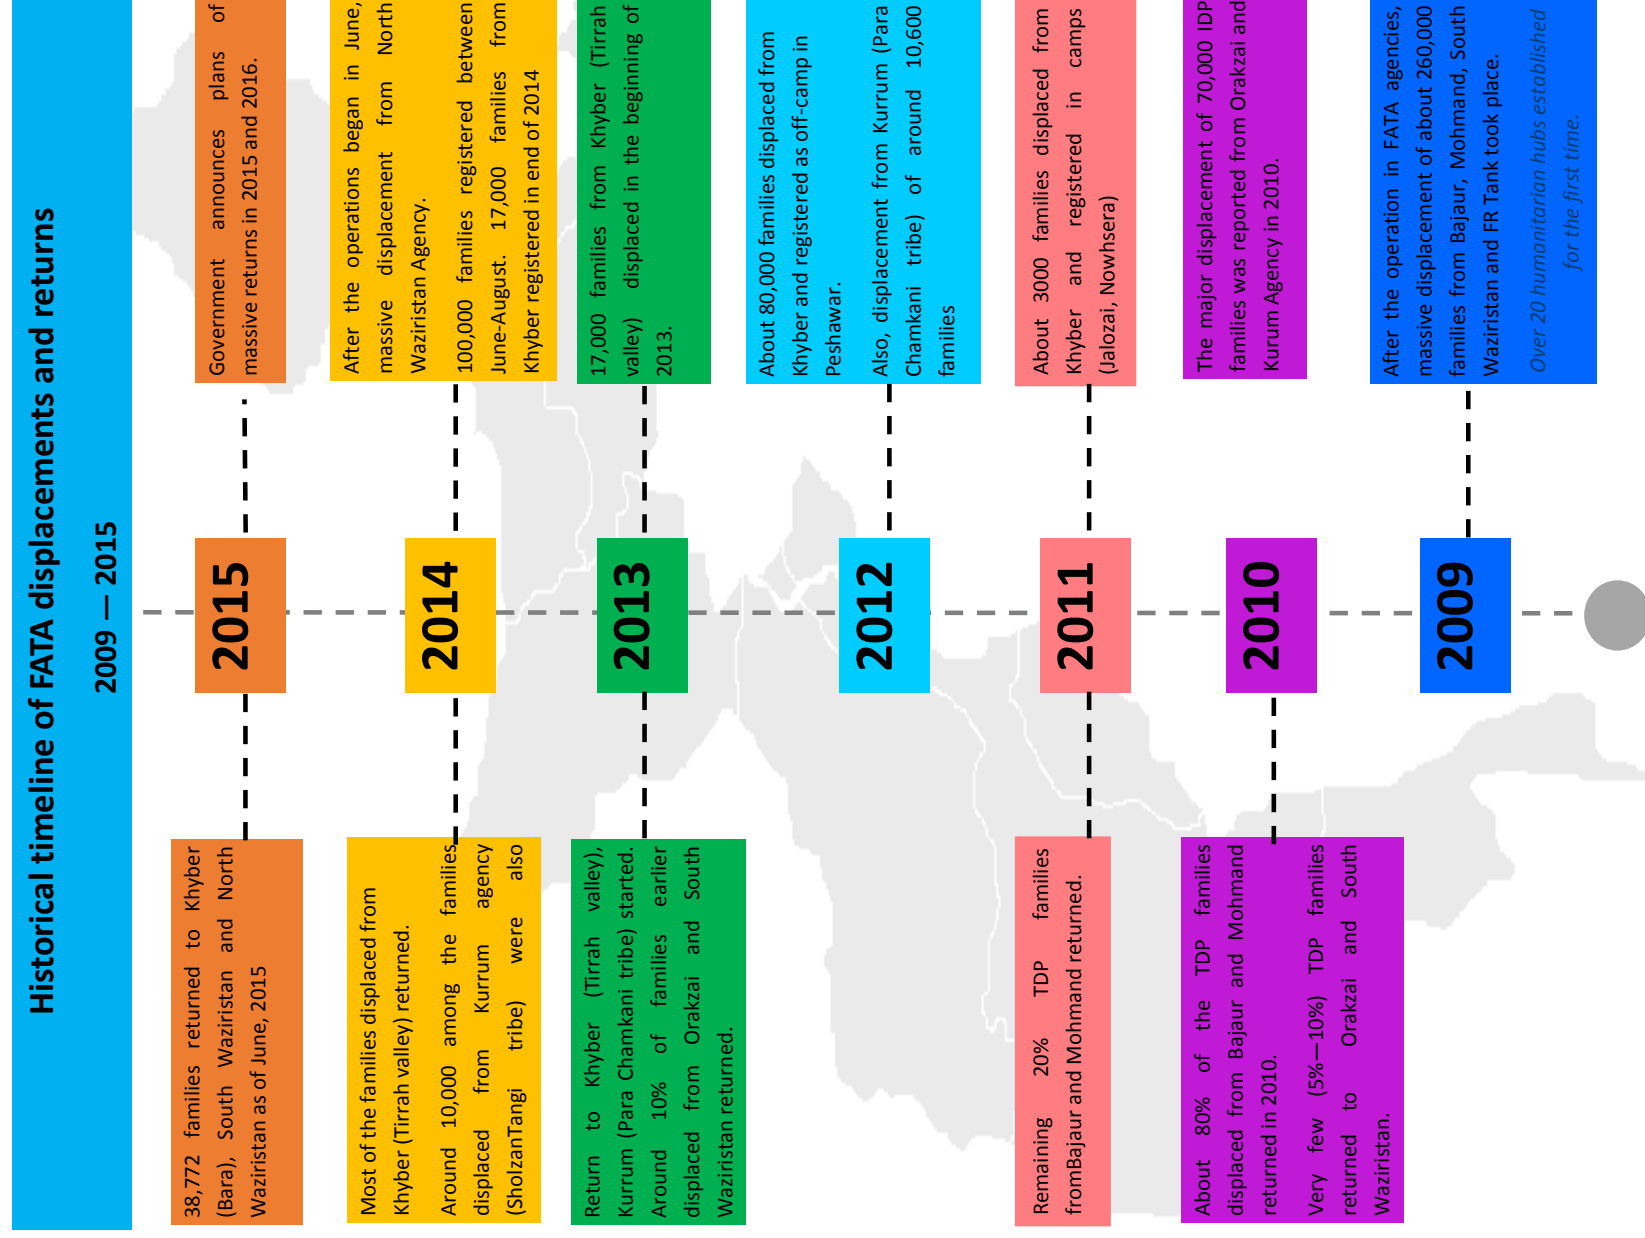 Historical timeline of FATA displacements and returns
2009 — 2015
38,772 families returned to Khyber
(Bara), South Waziristan and North
Waziristan as of June, 2015
2015
Government announces plans of
massive returns in 2015 and 2016.
Most of the families displaced from
Khyber (Tirrah valley) returned.
Around 10,000 among the families
displaced from Kurrum agency
(SholzanTangi tribe) were also
2014
After the operations began in June,
massive displacement from North
Waziristan Agency.
100,000 families registered between
June-August. 17,000 families from
Khyber registered in end of 2014
Return to Khyber (Tirrah valley),
Kurrum (Para Chamkani tribe) started.
Around 10% of families earlier
displaced from Orakzai and South
Waziristan returned.
2013
17,000 families from Khyber (Tirrah
valley) displaced in the beginning of
2013.
2012
About 80,000 families displaced from
Khyber and registered as off-camp in
Peshawar.
Also, displacement from Kurrum (Para
Chamkani tribe) of around 10,600
families
Remaining 20% TDP families
fromBajaur and Mohmand returned.
2011
About 3000 families displaced from
Khyber and registered in camps
(Jalozai, Nowhsera)
About 80% of the TDP families
displaced from Bajaur and Mohmand
returned in 2010.
Very few (5%—10%) TDP families
returned to Orakzai and South
Waziristan.
2010
The major displacement of 70,000 IDP
families was reported from Orakzai and
Kurum Agency in 2010.
2009
After the operation in FATA agencies,
massive displacement of about 260,000
families from Bajaur, Mohmand, South
Waziristan and FR Tank took place.
Over 20 humanitarian hubs established
for the first time.